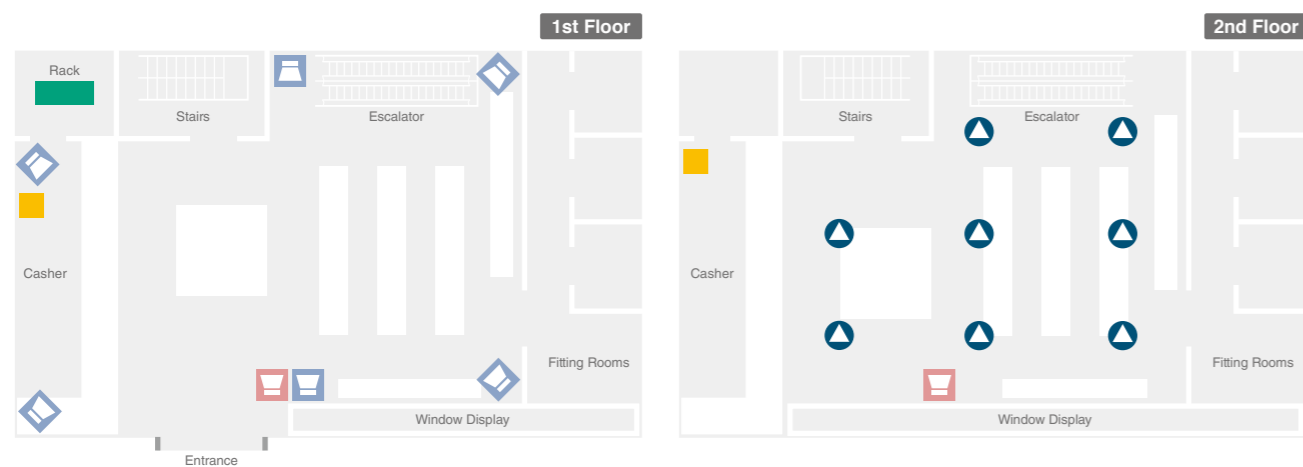 1st Floor
Rack
Stairs
Escalator
Casher
Fitting Rooms
Window Display
Entrance
2nd Floor
Stairs
Escalator
Casher
Fitting Rooms
Window Display